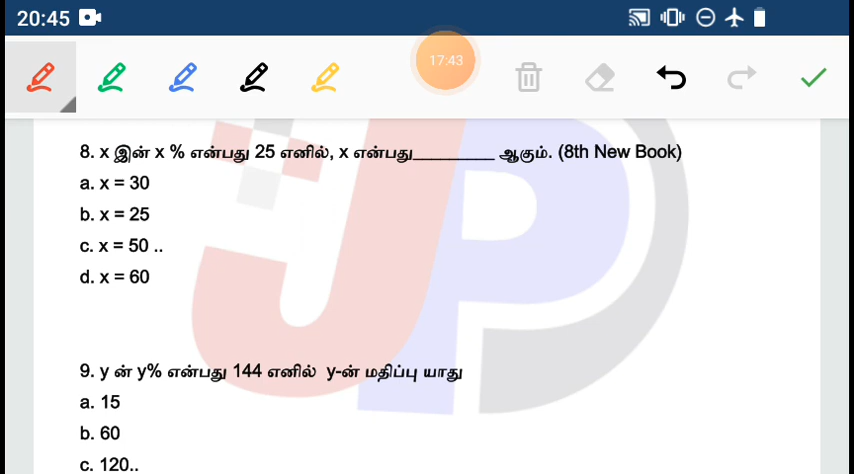 20:45
17:43
8. x இன் x % என்பது 25 எனில், x என்பது_________ ஆகும். (8th New Book)
a. x = 30
b. x = 25
c. x = 50 ..
d. x = 60
9. y ன் y% என்பது 144 எனில் y-ன் மதிப்பு யாது
a. 15
b. 60
c. 120..